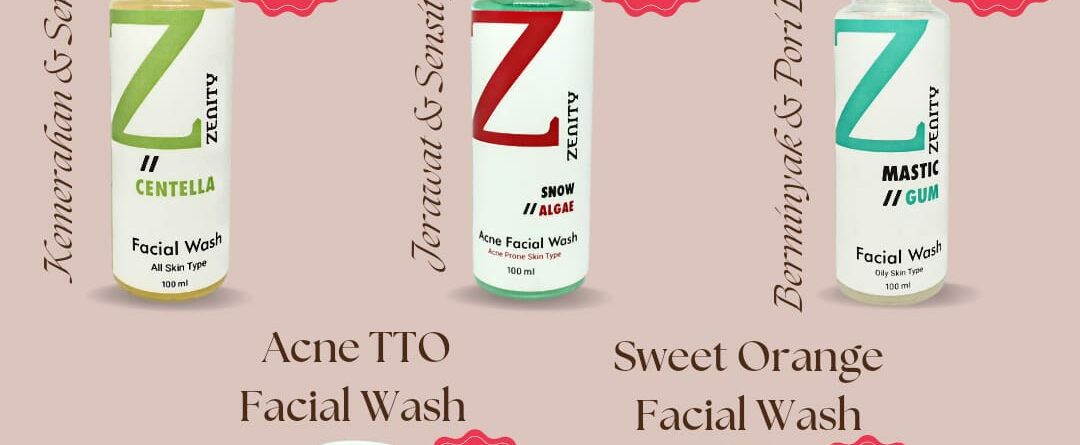 Kemerahan &
Z
ZENITY
//
CENTELLA
Facial Wash
All Skin Type
100 ml
Jerawat &
Z
ZENITY
SNOW
// ALGAE
Acne Facial Wash
Acne Prone Skin Type
100 ml
Berminyak & Pori
Z
ZENITY
MASTIC
// GUM
Facial Wash
Oily Skin Type
100 ml
Acne TTO
Facial Wash
Sweet Orange
Facial Wash